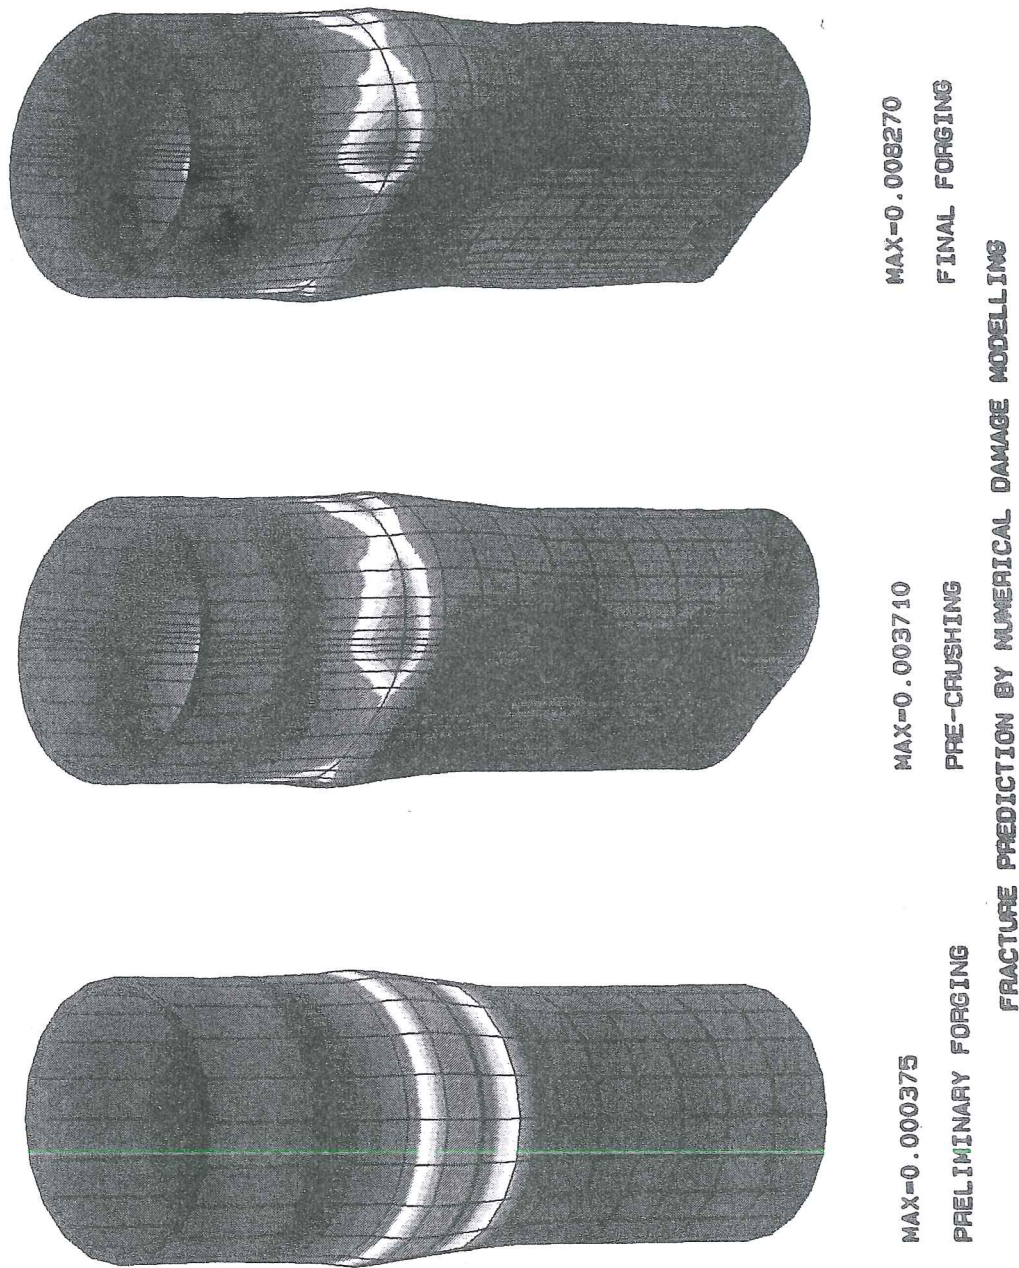 MAX=0.000375
PRELIMINARY FORGING
MAX=0.003710
PRE-CRUSHING
MAX=0.008270
FINAL FORGING
FRACTURE PREDICTION BY NUMERICAL DAMAGE MODELLING